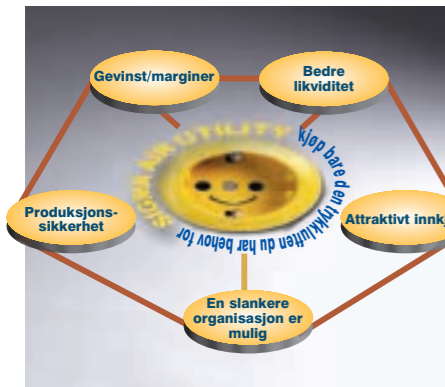 Gevinst/marginer
Bedre
likviditet
SIGMA AIR UTILITY
kjøp bare den trykkluften du har behov for
Produksjons-
sikkerhet
Attraktivt innkj
En slankere
organisasjon er
mulig